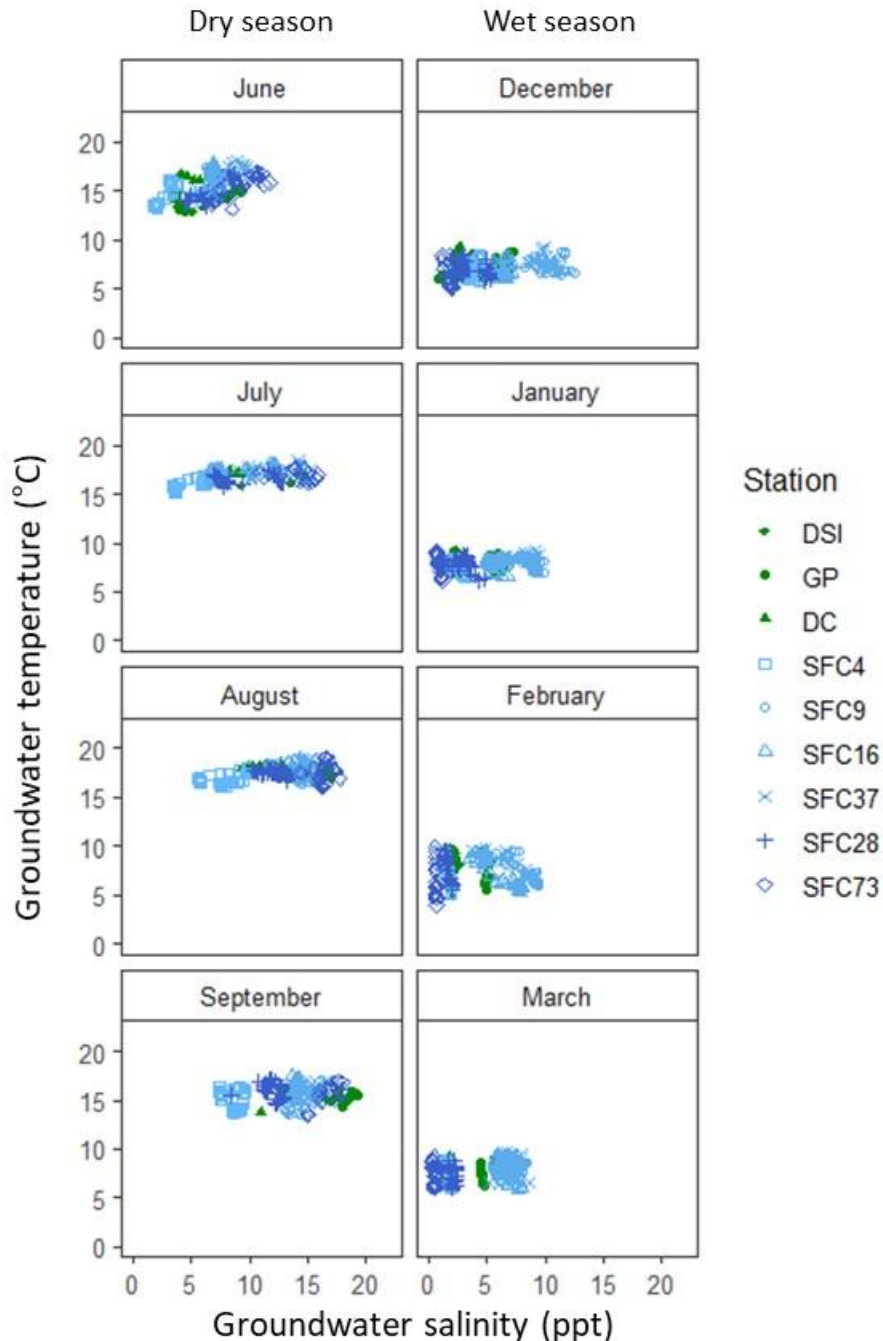 Dry season Wet season
June December
20
15
10
5
0
July January
20
15
10
5
0
August February
20
15
10
5
0
September March
20
15
10
5
0
0 5 10 15 20 0 5 10 15 20
Groundwater salinity (ppt)
Groundwater temperature (°C)
Station
DSI
GP
DC
SFC4
SFC9
SFC16
SFC37
SFC28
SFC73